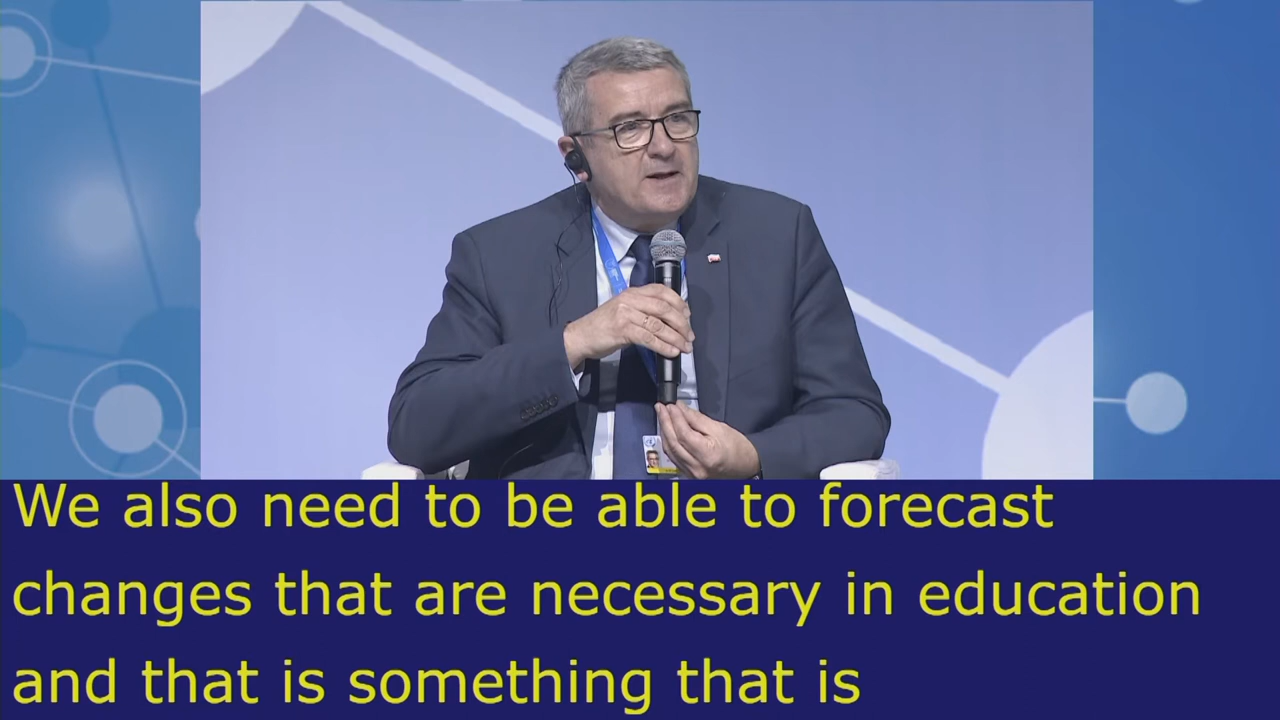 We also need to be able to forecast
changes that are necessary in education
and that is something that is